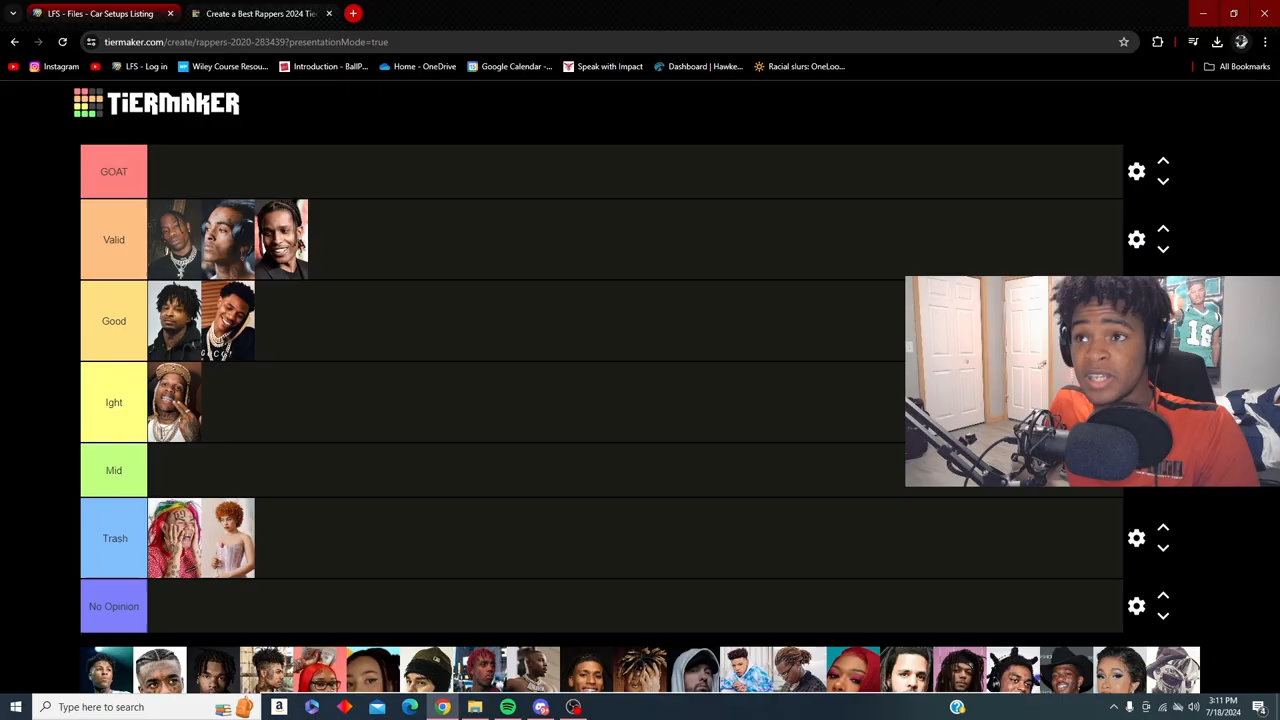 LFS - Files - Car Setups Listing
Create a Best Rappers 2024 Tie
tiermaker.com/create/rappers-2020-283439?presentationMode=true
Instagram
LFS - Log in
Wiley Course Resou...
Introduction - BallP...
Home - OneDrive
Google Calendar -...
Speak with Impact
Dashboard | Hawke...
Racial slurs: OneLoo...
All Bookmarks
TiERMAKER
GOAT
Valid
Good
GUCCI
Ight
Mid
Trash
No Opinion
16
Type here to search
3:11 PM
7/18/2024